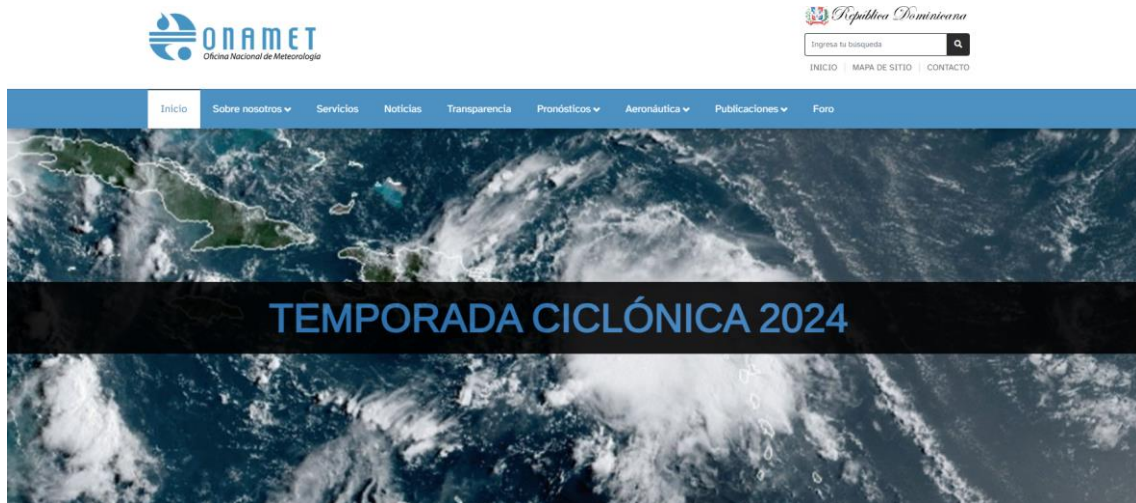 ONAMET
Oficina Nacional de Meteorología
República Dominicana
Ingresa tu búsqueda
INICIO MAPA DE SITIO CONTACTO
Inicio Sobre nosotros Servicios Noticias Transparencia Pronósticos Aeronáutica Publicaciones Foro
TEMPORADA CICLÓNICA 2024